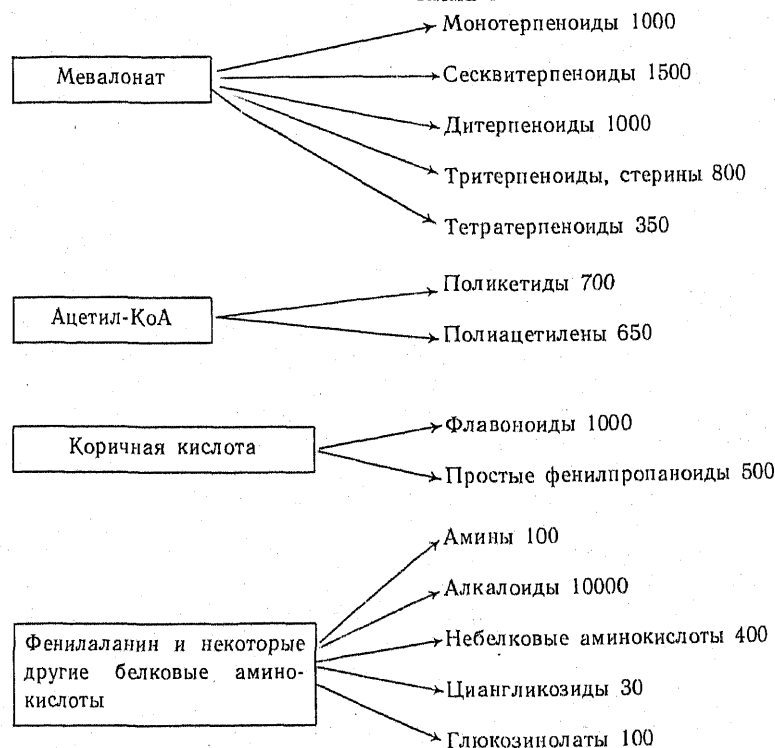 Монотерпеноиды 1000
Мевалонат
Сесквитерпеноиды 1500
Дитерпеноиды 1000
Тритерпеноиды, стерины 800
Тетратерпеноиды 350
Ацетил-КоА
Поликетиды 700
Полиацетилены 650
Коричная кислота
Флавоноиды 1000
Простые фенилпропаноиды 500
Амины 100
Алкалоиды 10000
Фенилаланин и некоторые
другие белковые амино-
кислоты
Небелковые аминокислоты 400
Циангликозиды 30
Глюкозинолаты 100